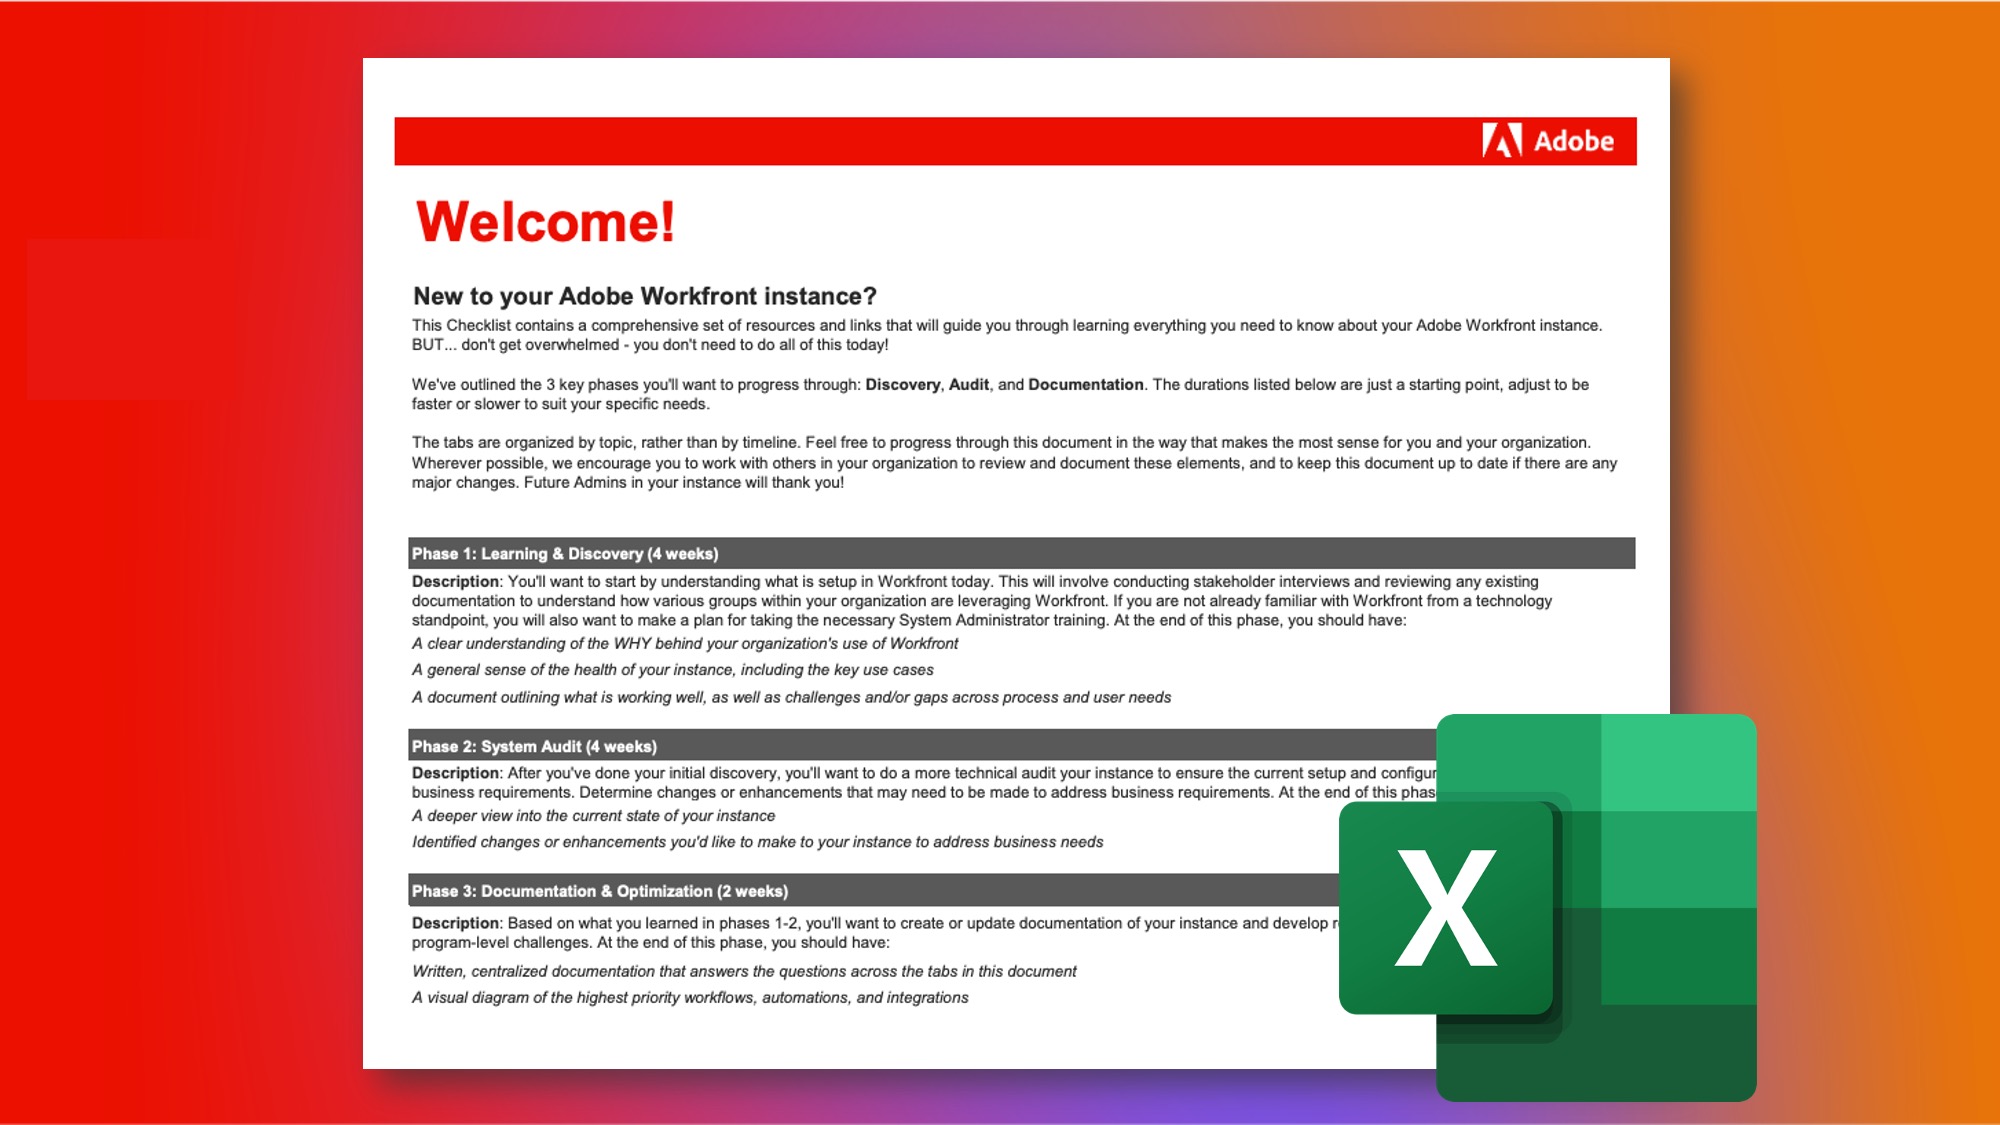 Adobe
Welcome!
New to your Adobe Workfront instance?
This Checklist contains a comprehensive set of resources and links that will guide you through learning everything you need to know about your Adobe Workfront instance.
BUT... don't get overwhelmed - you don't need to do all of this today!
We've outlined the 3 key phases you'll want to progress through: Discovery, Audit, and Documentation. The durations listed below are just a starting point, adjust to be
faster or slower to suit your specific needs.
The tabs are organized by topic, rather than by timeline. Feel free to progress through this document in the way that makes the most sense for you and your organization.
Wherever possible, we encourage you to work with others in your organization to review and document these elements, and to keep this document up to date if there are any
major changes. Future Admins in your instance will thank you!
Phase 1: Learning & Discovery (4 weeks)
Description: You'll want to start by understanding what is setup in Workfront today. This will involve conducting stakeholder interviews and reviewing any existing
documentation to understand how various groups within your organization are leveraging Workfront. If you are not already familiar with Workfront from a technology
standpoint, you will also want to make a plan for taking the necessary System Administrator training. At the end of this phase, you should have:
A clear understanding of the WHY behind your organization's use of Workfront
A general sense of the health of your instance, including the key use cases
A document outlining what is working well, as well as challenges and/or gaps across process and user needs
Phase 2: System Audit (4 weeks)
Description: After you've done your initial discovery, you'll want to do a more technical audit your instance to ensure the current setup and
business requirements. Determine changes or enhancements that may need to be made to address business requirements. At the end of this
A deeper view into the current state of your instance
Identified changes or enhancements you'd like to make to your instance to address business needs
Phase 3: Documentation & Optimization (2 weeks)
Description: Based on what you learned in phases 1-2, you'll want to create or update documentation of your instance and develop
program-level challenges. At the end of this phase, you should have:
Written, centralized documentation that answers the questions across the tabs in this document
A visual diagram of the highest priority workflows, automations, and integrations
X